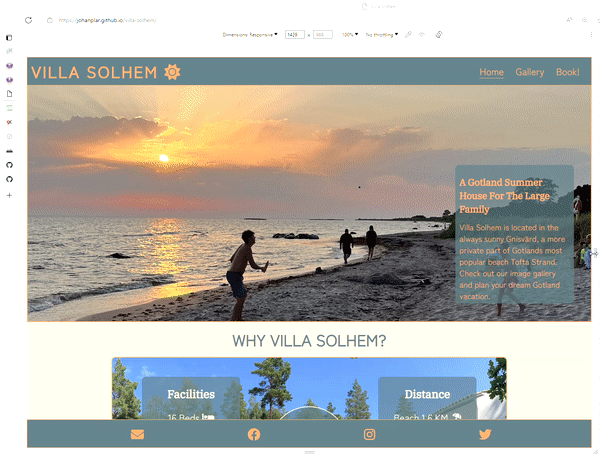 https://johanplar.github.io/villa-solhem/
Dimensions: Responsive 1428 x 100% No throttling
VILLA SOLHEM
Home Gallery Book!
A Gotland Summer
House For The Large
Family
Villa Solhem is located in the
always sunny Gnisvärd, a more
private part of Gotlands most
popular beach Tofta Strand.
Check out our image gallery
and plan your dream Gotland
vacation.
WHY VILLA SOLHEM?
Facilities
16 Beds
Distance
Beach 1.6 KM